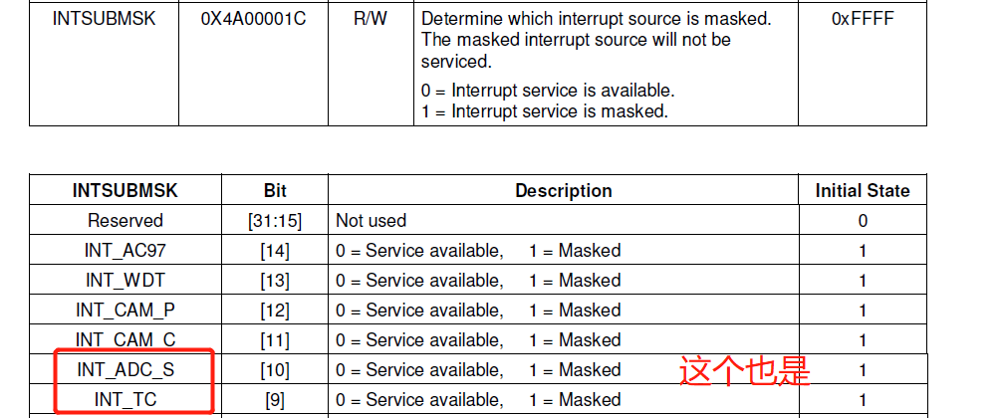 INTSUBMSK 0X4A00001C R/W Determine which interrupt source is masked. 0xFFFF
The masked interrupt source will not be
serviced.
0 = Interrupt service is available.
1 = Interrupt service is masked.
INTSUBMSK Bit Description Initial State
Reserved [31:15] Not used 0
INT_AC97 [14] 0 = Service available, 1 = Masked 1
INT_WDT [13] 0 = Service available, 1 = Masked 1
INT_CAM_P [12] 0 = Service available, 1 = Masked 1
INT_CAM_C [11] 0 = Service available, 1 = Masked 1
INT_ADC_S [10] 0 = Service available, 1 = Masked 这个也是 1
INT_TC [9] 0 = Service available, 1 = Masked 1